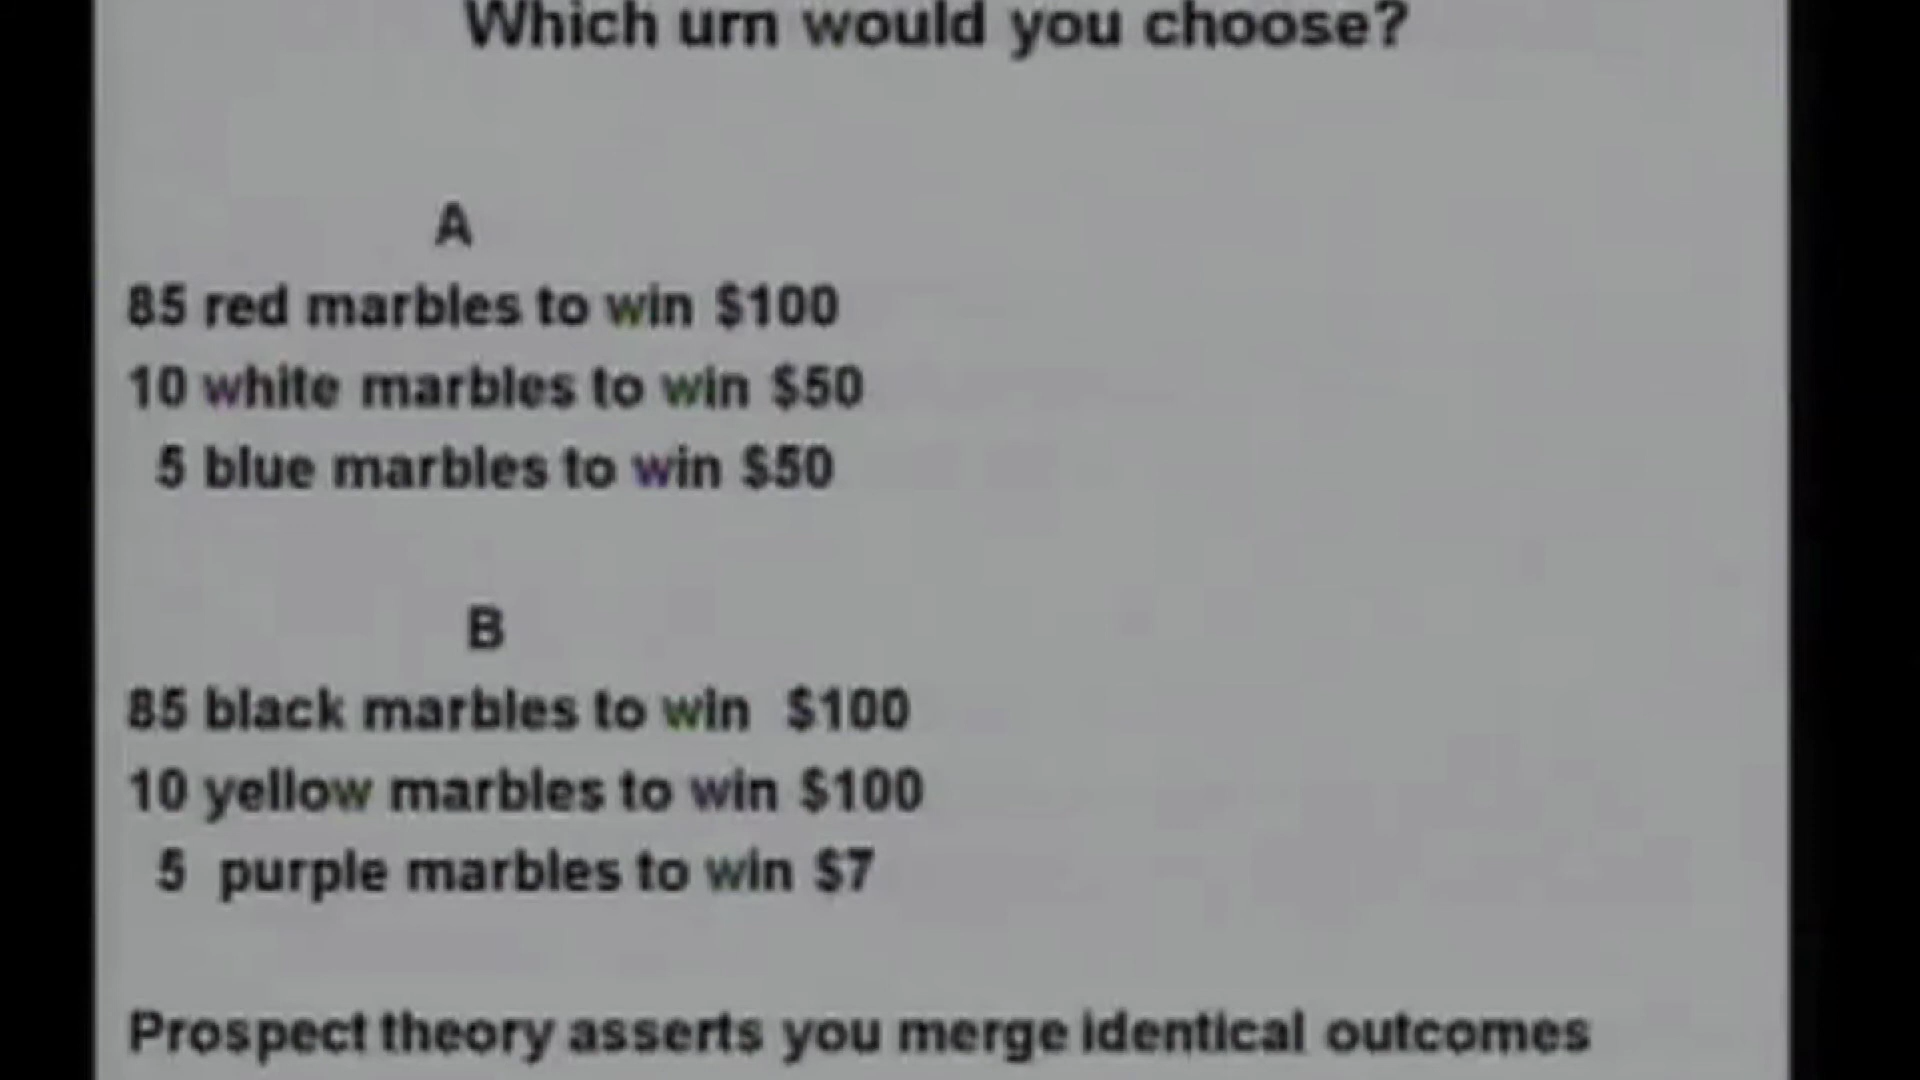 Which urn would you choose?
A
85 red marbles to win $100
10 white marbles to win $50
5 blue marbles to win $50
B
85 black marbles to win $100
10 yellow marbles to win $100
5 purple marbles to win $7
Prospect theory asserts you merge identical outcomes